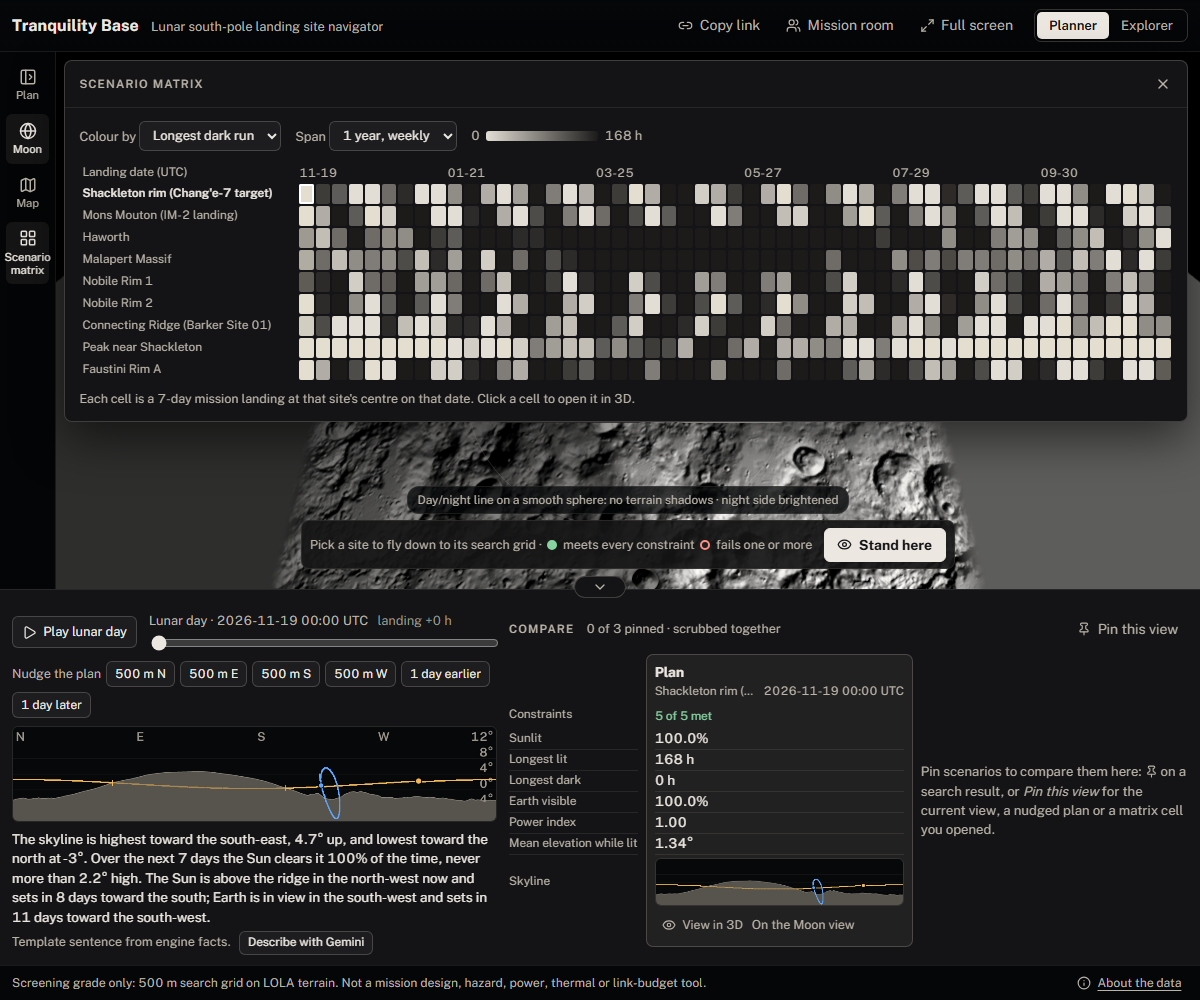 Tranquility Base Lunar south-pole landing site navigator
Copy link Mission room Full screen Planner Explorer
Plan
Moon
Map
Scenario matrix
SCENARIO MATRIX
Colour by Longest dark run Span 1 year, weekly 0 168 h
Landing date (UTC) 11-19 01-21 03-25 05-27 07-29 09-30
Shackleton rim (Chang'e-7 target)
Mons Mouton (IM-2 landing)
Haworth
Malapert Massif
Nobile Rim 1
Nobile Rim 2
Connecting Ridge (Barker Site 01)
Peak near Shackleton
Faustini Rim A
Each cell is a 7-day mission landing at that site's centre on that date. Click a cell to open it in 3D.
Day/night line on a smooth sphere: no terrain shadows · night side brightened
Pick a site to fly down to its search grid · meets every constraint fails one or more Stand here
Play lunar day
Lunar day · 2026-11-19 00:00 UTC landing +0 h
Nudge the plan 500 m N 500 m E 500 m S 500 m W 1 day earlier
1 day later
N E S W 12°
8°
4°
0°
-4°
The skyline is highest toward the south-east, 4.7° up, and lowest toward the
north at -3°. Over the next 7 days the Sun clears it 100% of the time, never
more than 2.2° high. The Sun is above the ridge in the north-west now and
sets in 8 days toward the south; Earth is in view in the south-west and sets in
11 days toward the south-west.
Template sentence from engine facts. Describe with Gemini
COMPARE 0 of 3 pinned · scrubbed together Pin this view
Plan
Shackleton rim (... 2026-11-19 00:00 UTC
Constraints 5 of 5 met
Sunlit 100.0%
Longest lit 168 h
Longest dark 0 h
Earth visible 100.0%
Power index 1.00
Mean elevation while lit 1.34°
Skyline
View in 3D On the Moon view
Pin scenarios to compare them here: on a
search result, or Pin this view for the
current view, a nudged plan or a matrix cell
you opened.
Screening grade only: 500 m search grid on LOLA terrain. Not a mission design, hazard, power, thermal or link-budget tool. About the data